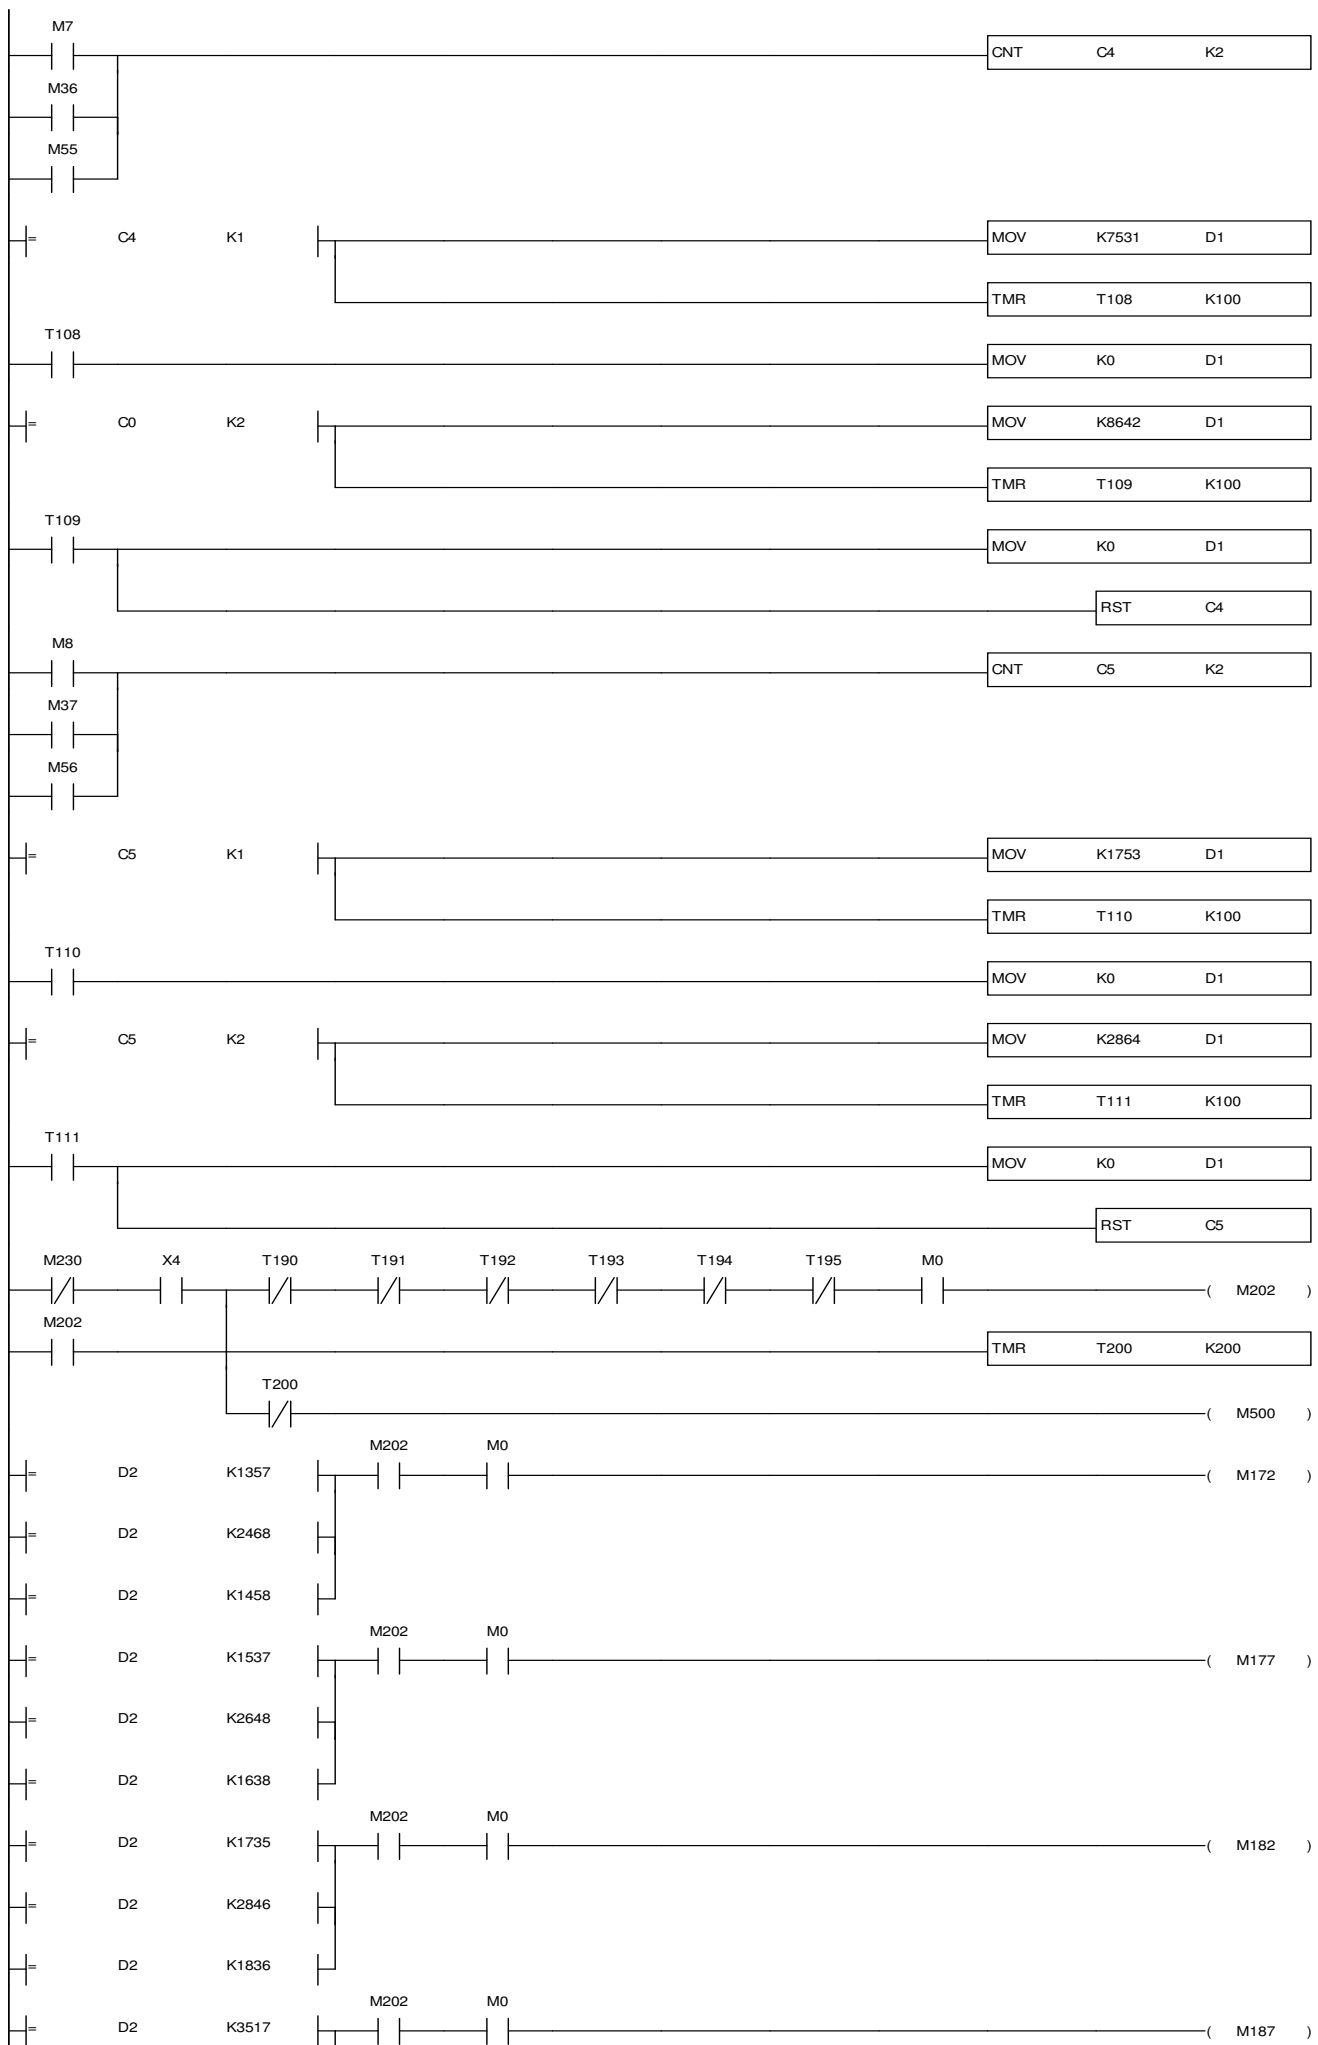 M7
CNT C4 K2
M36
M55
= C4 K1 MOV K7531 D1
TMR T108 K100
T108
MOV K0 D1
= C0 K2 MOV K8642 D1
TMR T109 K100
T109
MOV K0 D1
RST C4
M8
CNT C5 K2
M37
M56
= C5 K1 MOV K1753 D1
TMR T110 K100
T110
MOV K0 D1
= C5 K2 MOV K2864 D1
TMR T111 K100
T111
MOV K0 D1
RST C5
M230 X4 T190 T191 T192 T193 T194 T195 M0
( M202 )
M202
TMR T200 K200
T200
( M500 )
M202 M0
= D2 K1357 ( M172 )
= D2 K2468
= D2 K1458
M202 M0
= D2 K1537 ( M177 )
= D2 K2648
= D2 K1638
M202 M0
= D2 K1735 ( M182 )
= D2 K2846
= D2 K1836
M202 M0
= D2 K3517 ( M187 )